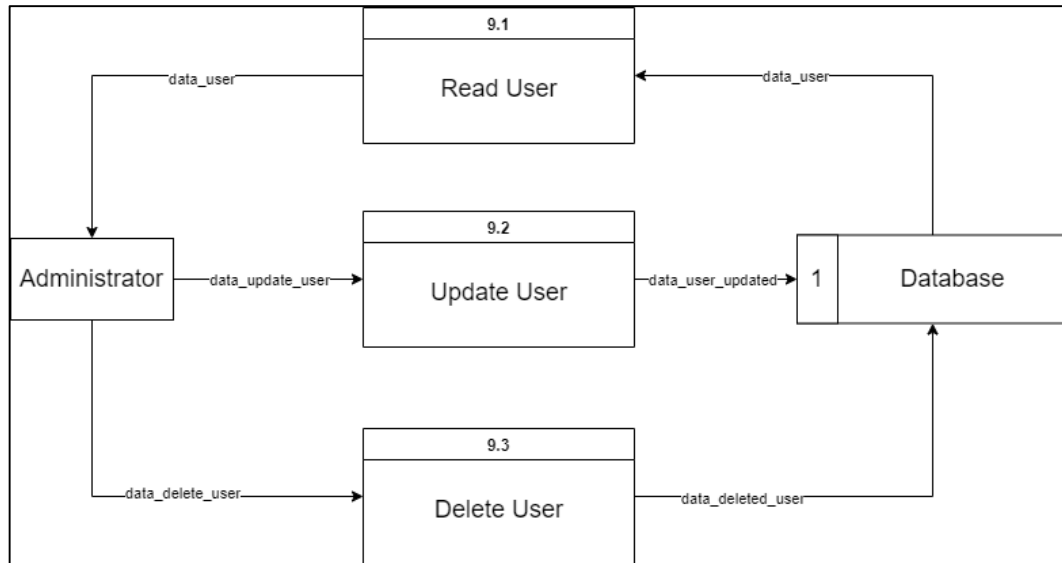 9.1
data_user
Read User
data_user
9.2
Administrator
data_update_user
Update User
data_user_updated
1
Database
9.3
data_delete_user
Delete User
data_deleted_user